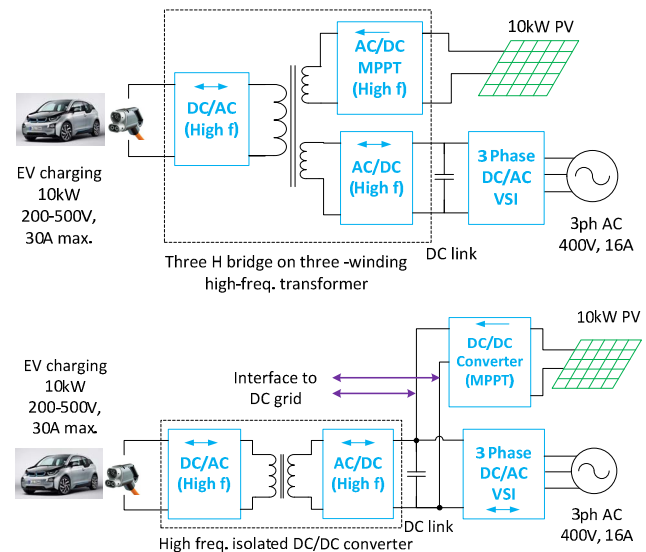 10kW PV
AC/DC
MPPT
(High f)
DC/AC
(High f)
EV charging
10kW
200-500V,
30A max.
AC/DC
(High f)
3 Phase
DC/AC
VSI
3ph AC
400V, 16A
DC link
Three H bridge on three -winding
high-freq. transformer
10kW PV
DC/DC
Converter
(MPPT)
EV charging
10kW
200-500V,
30A max.
Interface to
DC grid
DC/AC
(High f)
AC/DC
(High f)
3 Phase
DC/AC
VSI
3ph AC
400V, 16A
DC link
High freq. isolated DC/DC converter